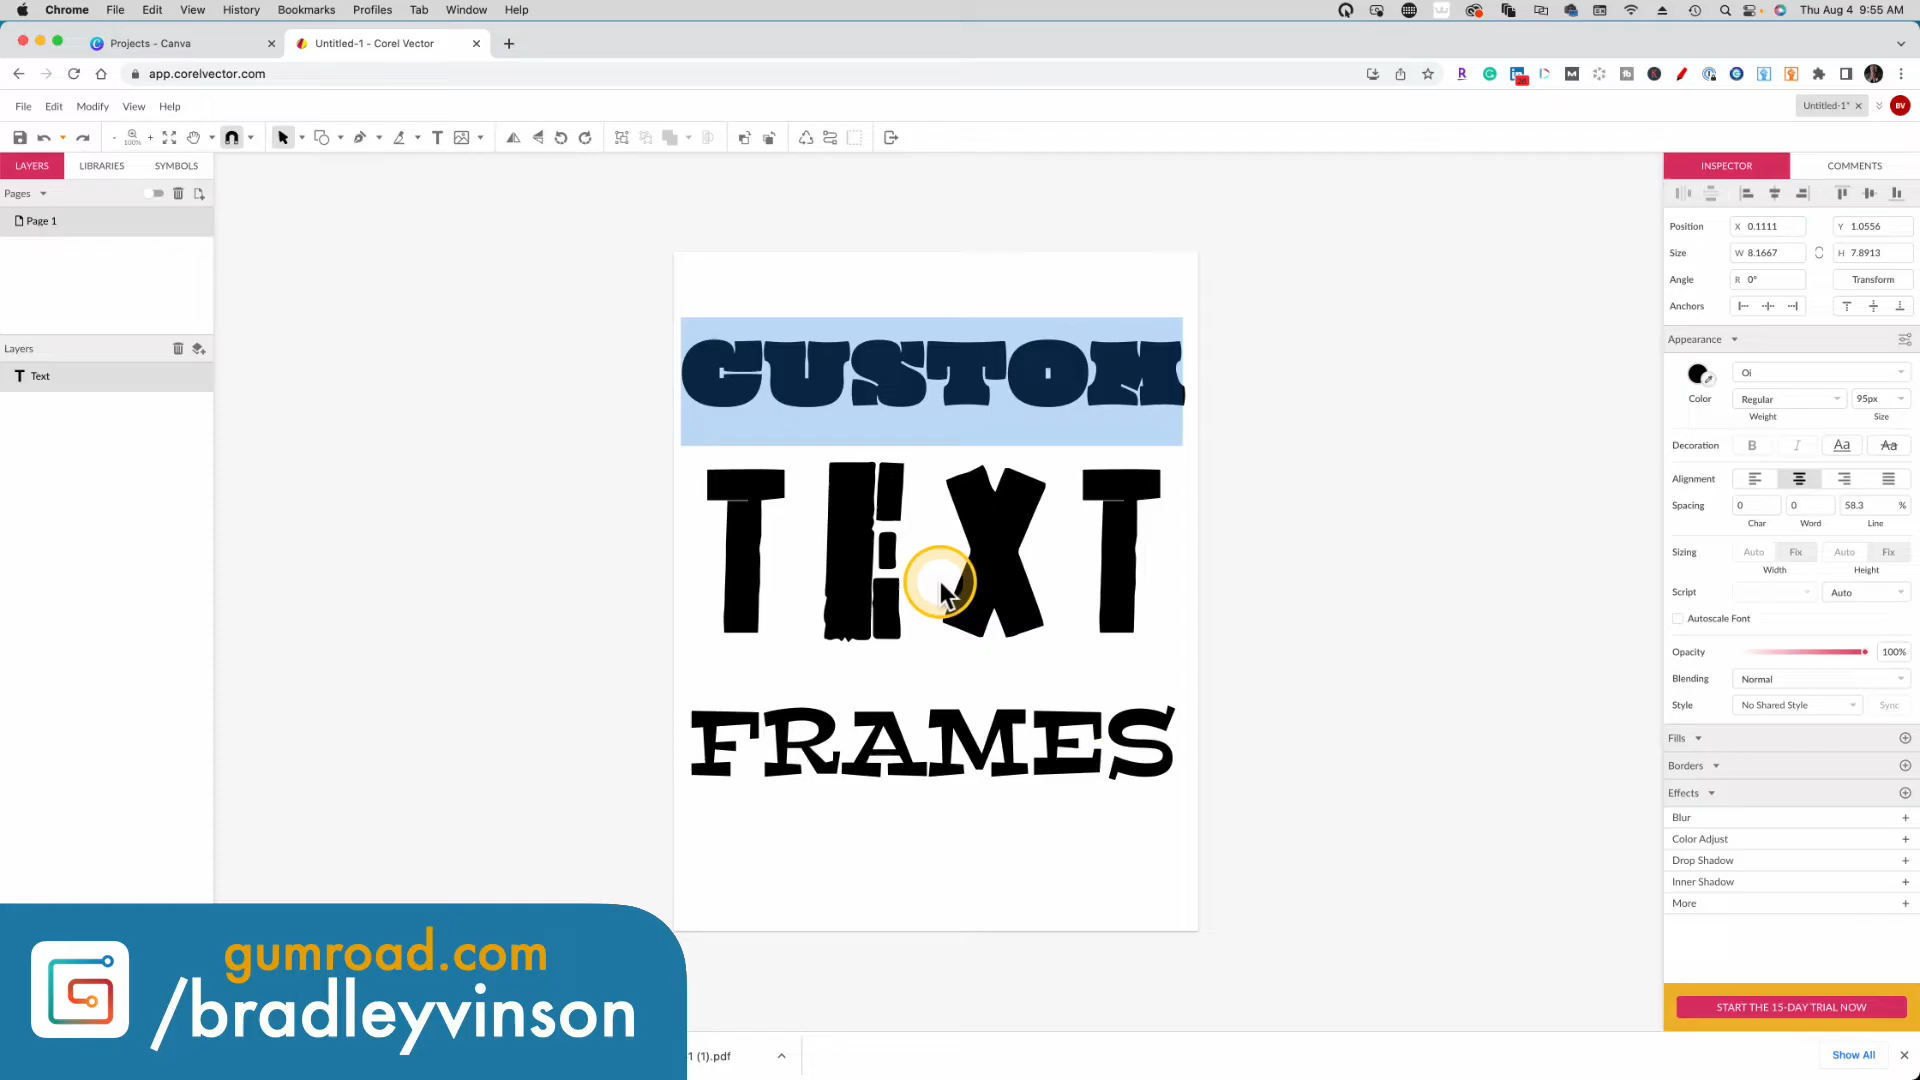 Chrome File Edit View History Bookmarks Profiles Tab Window Help Thu Aug 4 9:55 AM
Projects - Canva Untitled-1 - Corel Vector
app.corelvector.com
File Edit Modify View Help Untitled-1* BV
100%
LAYERS LIBRARIES SYMBOLS INSPECTOR COMMENTS
Pages
Page 1
Position X 0.1111 Y 1.0556
Size W 8.1667 H 7.8913
Angle R 0° Transform
Anchors
Layers
Text
Appearance
Oi
Color Regular 95px
Weight Size
Decoration B I Aa Aa
Alignment
Spacing 0 0 58.3 %
Char Word Line
Sizing Auto Fix Auto Fix
Width Height
Script Auto
Autoscale Font
Opacity 100%
Blending Normal
Style No Shared Style Sync
Fills
Borders
Effects
Blur
Color Adjust
Drop Shadow
Inner Shadow
More
START THE 15-DAY TRIAL NOW
CUSTOM
TEXT
FRAMES
gumroad.com
/bradleyvinson
1 (1).pdf Show All